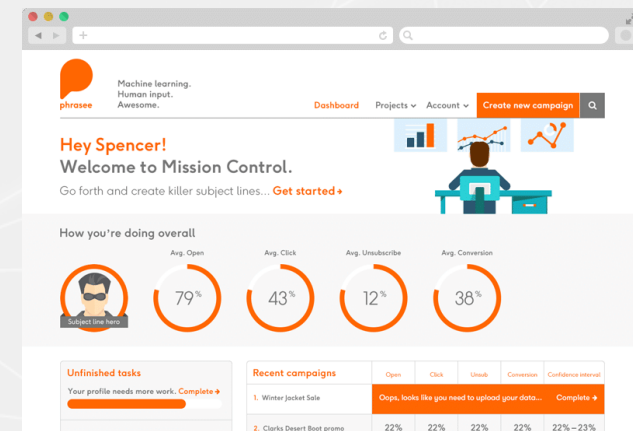 phrasee
Machine learning.
Human input.
Awesome.
Dashboard Projects Account Create new campaign
Hey Spencer!
Welcome to Mission Control.
Go forth and create killer subject lines... Get started
How you're doing overall
Avg. Open Avg. Click Avg. Unsubscribe Avg. Conversion
79% 43% 12% 38%
Subject line hero
Unfinished tasks
Your profile needs more work. Complete
Recent campaigns Open Click Unsub Conversion Confidence interval
1. Winter Jacket Sale Oops, looks like you need to upload your data... Complete
2. Clarks Desert Boot promo 22% 22% 22% 22% 22%–23%